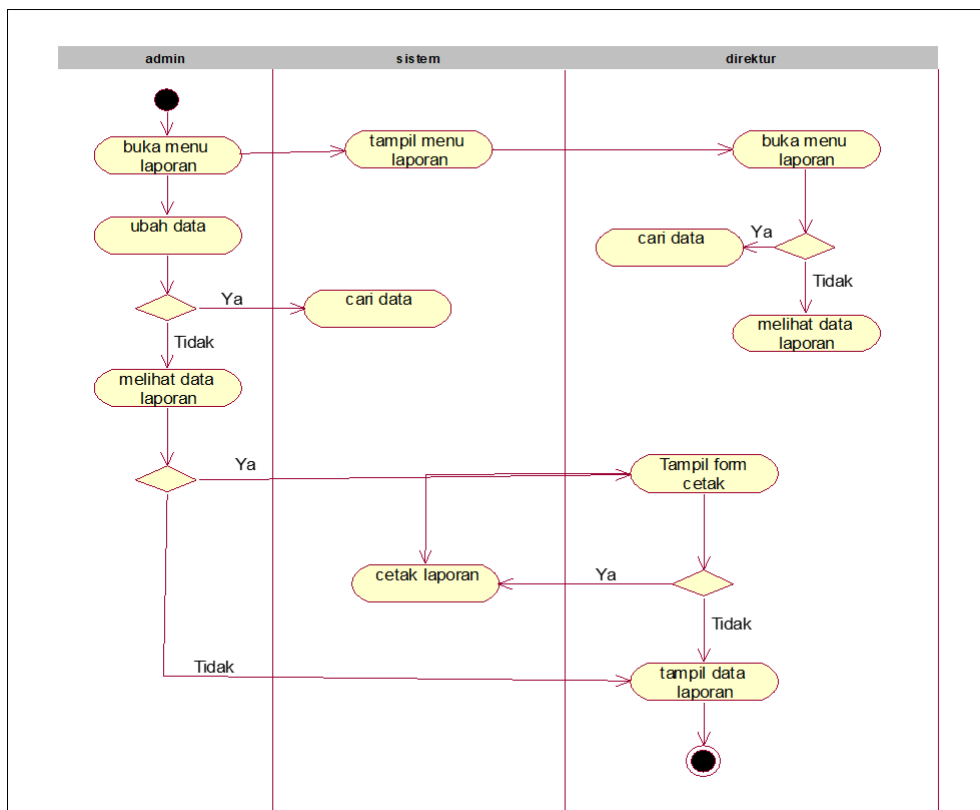 admin
sistem
direktur
buka menu
laporan
tampil menu
laporan
buka menu
laporan
ubah data
cari data
Ya
Tidak
Ya
cari data
melihat data
laporan
Tidak
melihat data
laporan
Ya
Tampil form
cetak
cetak laporan
Ya
Tidak
Tidak
tampil data
laporan